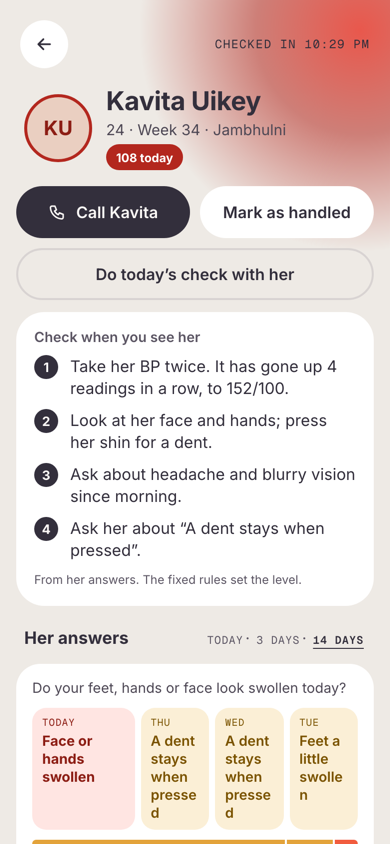 CHECKED IN 10:29 PM
KU
Kavita Uikey
24 · Week 34 · Jambhulni
108 today
Call Kavita
Mark as handled
Do today’s check with her
Check when you see her
1 Take her BP twice. It has gone up 4
readings in a row, to 152/100.
2 Look at her face and hands; press
her shin for a dent.
3 Ask about headache and blurry vision
since morning.
4 Ask her about “A dent stays when
pressed”.
From her answers. The fixed rules set the level.
Her answers
TODAY · 3 DAYS · 14 DAYS
Do your feet, hands or face look swollen today?
TODAY
Face or
hands
swollen
THU
A dent
stays
when
presse
d
WED
A dent
stays
when
presse
d
TUE
Feet a
little
swolle
n